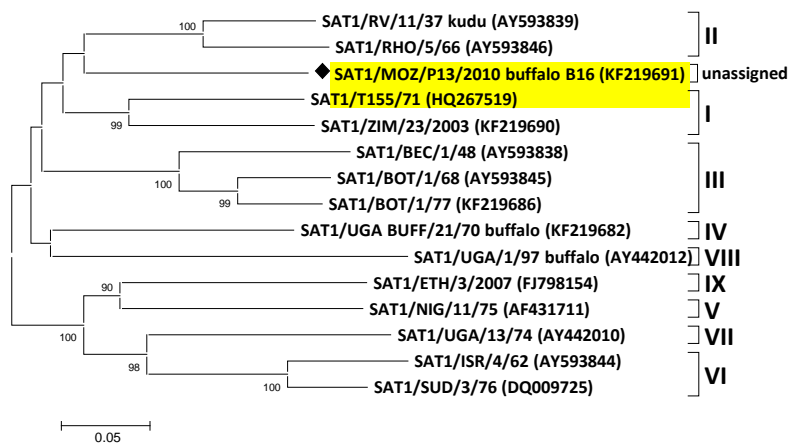 SAT1/RV/11/37 kudu (AY593839)
100
SAT1/RHO/5/66 (AY593846)
II
SAT1/MOZ/P13/2010 buffalo B16 (KF219691)
unassigned
SAT1/T155/71 (HQ267519)
99
SAT1/ZIM/23/2003 (KF219690)
I
SAT1/BEC/1/48 (AY593838)
100
SAT1/BOT/1/68 (AY593845)
99
SAT1/BOT/1/77 (KF219686)
III
SAT1/UGA BUFF/21/70 buffalo (KF219682)
IV
SAT1/UGA/1/97 buffalo (AY442012)
VIII
SAT1/ETH/3/2007 (FJ798154)
IX
90
SAT1/NIG/11/75 (AF431711)
V
100
SAT1/UGA/13/74 (AY442010)
VII
98
SAT1/ISR/4/62 (AY593844)
100
SAT1/SUD/3/76 (DQ009725)
VI
0.05